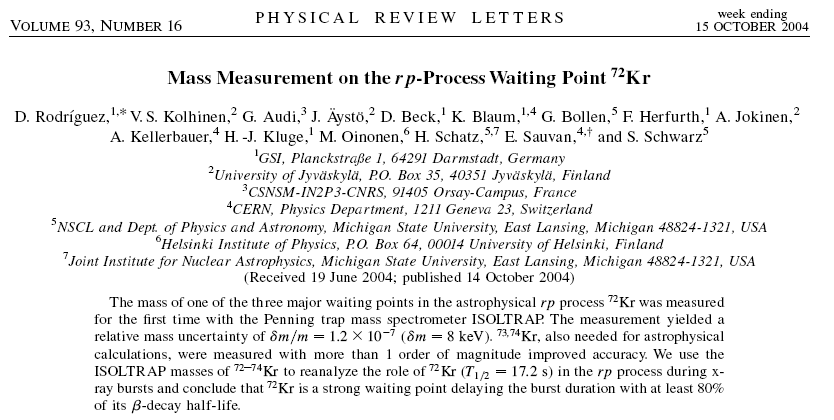 VOLUME 93, NUMBER 16
PHYSICAL REVIEW LETTERS
week ending
15 OCTOBER 2004
Mass Measurement on the rp-Process Waiting Point ⁷²Kr
D. Rodríguez,¹,* V. S. Kolhinen,² G. Audi,³ J. Äystö,² D. Beck,¹ K. Blaum,¹,⁴ G. Bollen,⁵ F. Herfurth,¹ A. Jokinen,²
A. Kellerbauer,⁴ H. -J. Kluge,¹ M. Oinonen,⁶ H. Schatz,⁵,⁷ E. Sauvan,⁴,† and S. Schwarz⁵
¹GSI, Planckstraße 1, 64291 Darmstadt, Germany
²University of Jyväskylä, P.O. Box 35, 40351 Jyväskylä, Finland
³CSNSM-IN2P3-CNRS, 91405 Orsay-Campus, France
⁴CERN, Physics Department, 1211 Geneva 23, Switzerland
⁵NSCL and Dept. of Physics and Astronomy, Michigan State University, East Lansing, Michigan 48824-1321, USA
⁶Helsinki Institute of Physics, P.O. Box 64, 00014 University of Helsinki, Finland
⁷Joint Institute for Nuclear Astrophysics, Michigan State University, East Lansing, Michigan 48824-1321, USA
(Received 19 June 2004; published 14 October 2004)
The mass of one of the three major waiting points in the astrophysical rp process ⁷²Kr was measured
for the first time with the Penning trap mass spectrometer ISOLTRAP. The measurement yielded a
relative mass uncertainty of δm/m = 1.2 × 10⁻⁷ (δm = 8 keV). ⁷³,⁷⁴Kr, also needed for astrophysical
calculations, were measured with more than 1 order of magnitude improved accuracy. We use the
ISOLTRAP masses of ⁷²⁻⁷⁴Kr to reanalyze the role of ⁷²Kr (T₁/₂ = 17.2 s) in the rp process during x-
ray bursts and conclude that ⁷²Kr is a strong waiting point delaying the burst duration with at least 80%
of its β-decay half-life.